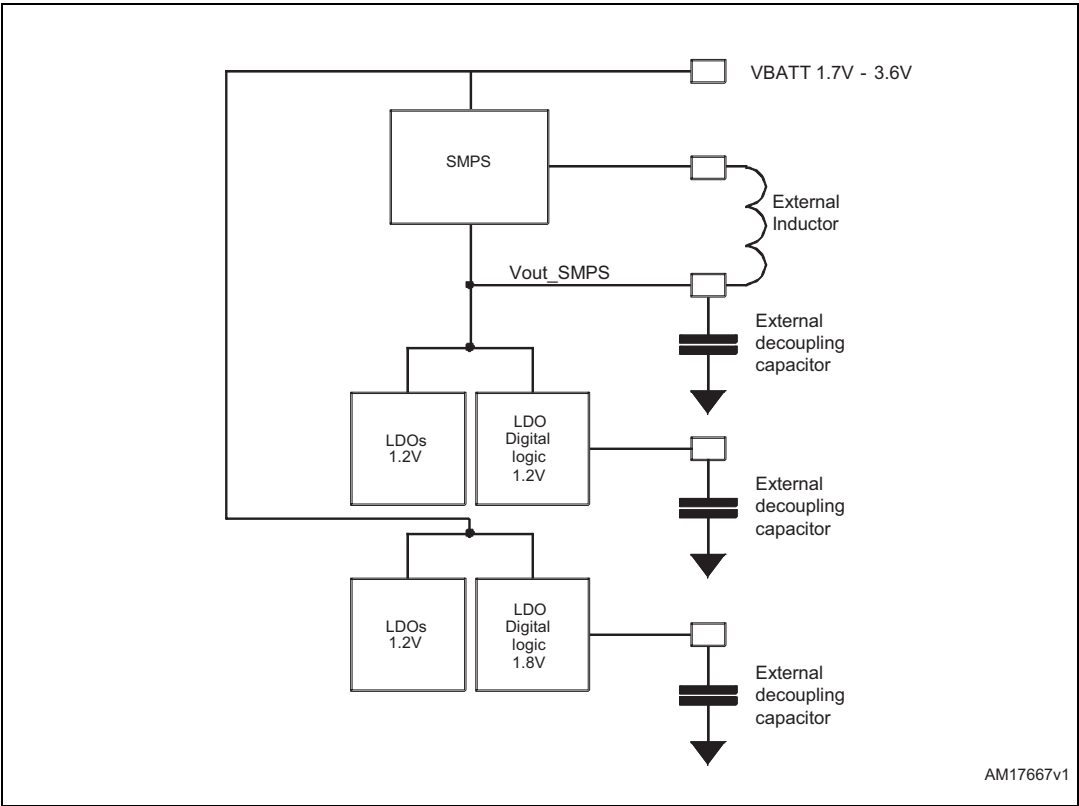 VBATT 1.7V - 3.6V
SMPS
External
Inductor
Vout_SMPS
External
decoupling
capacitor
LDOs
1.2V
LDO
Digital
logic
1.2V
External
decoupling
capacitor
LDOs
1.2V
LDO
Digital
logic
1.8V
External
decoupling
capacitor
AM17667v1